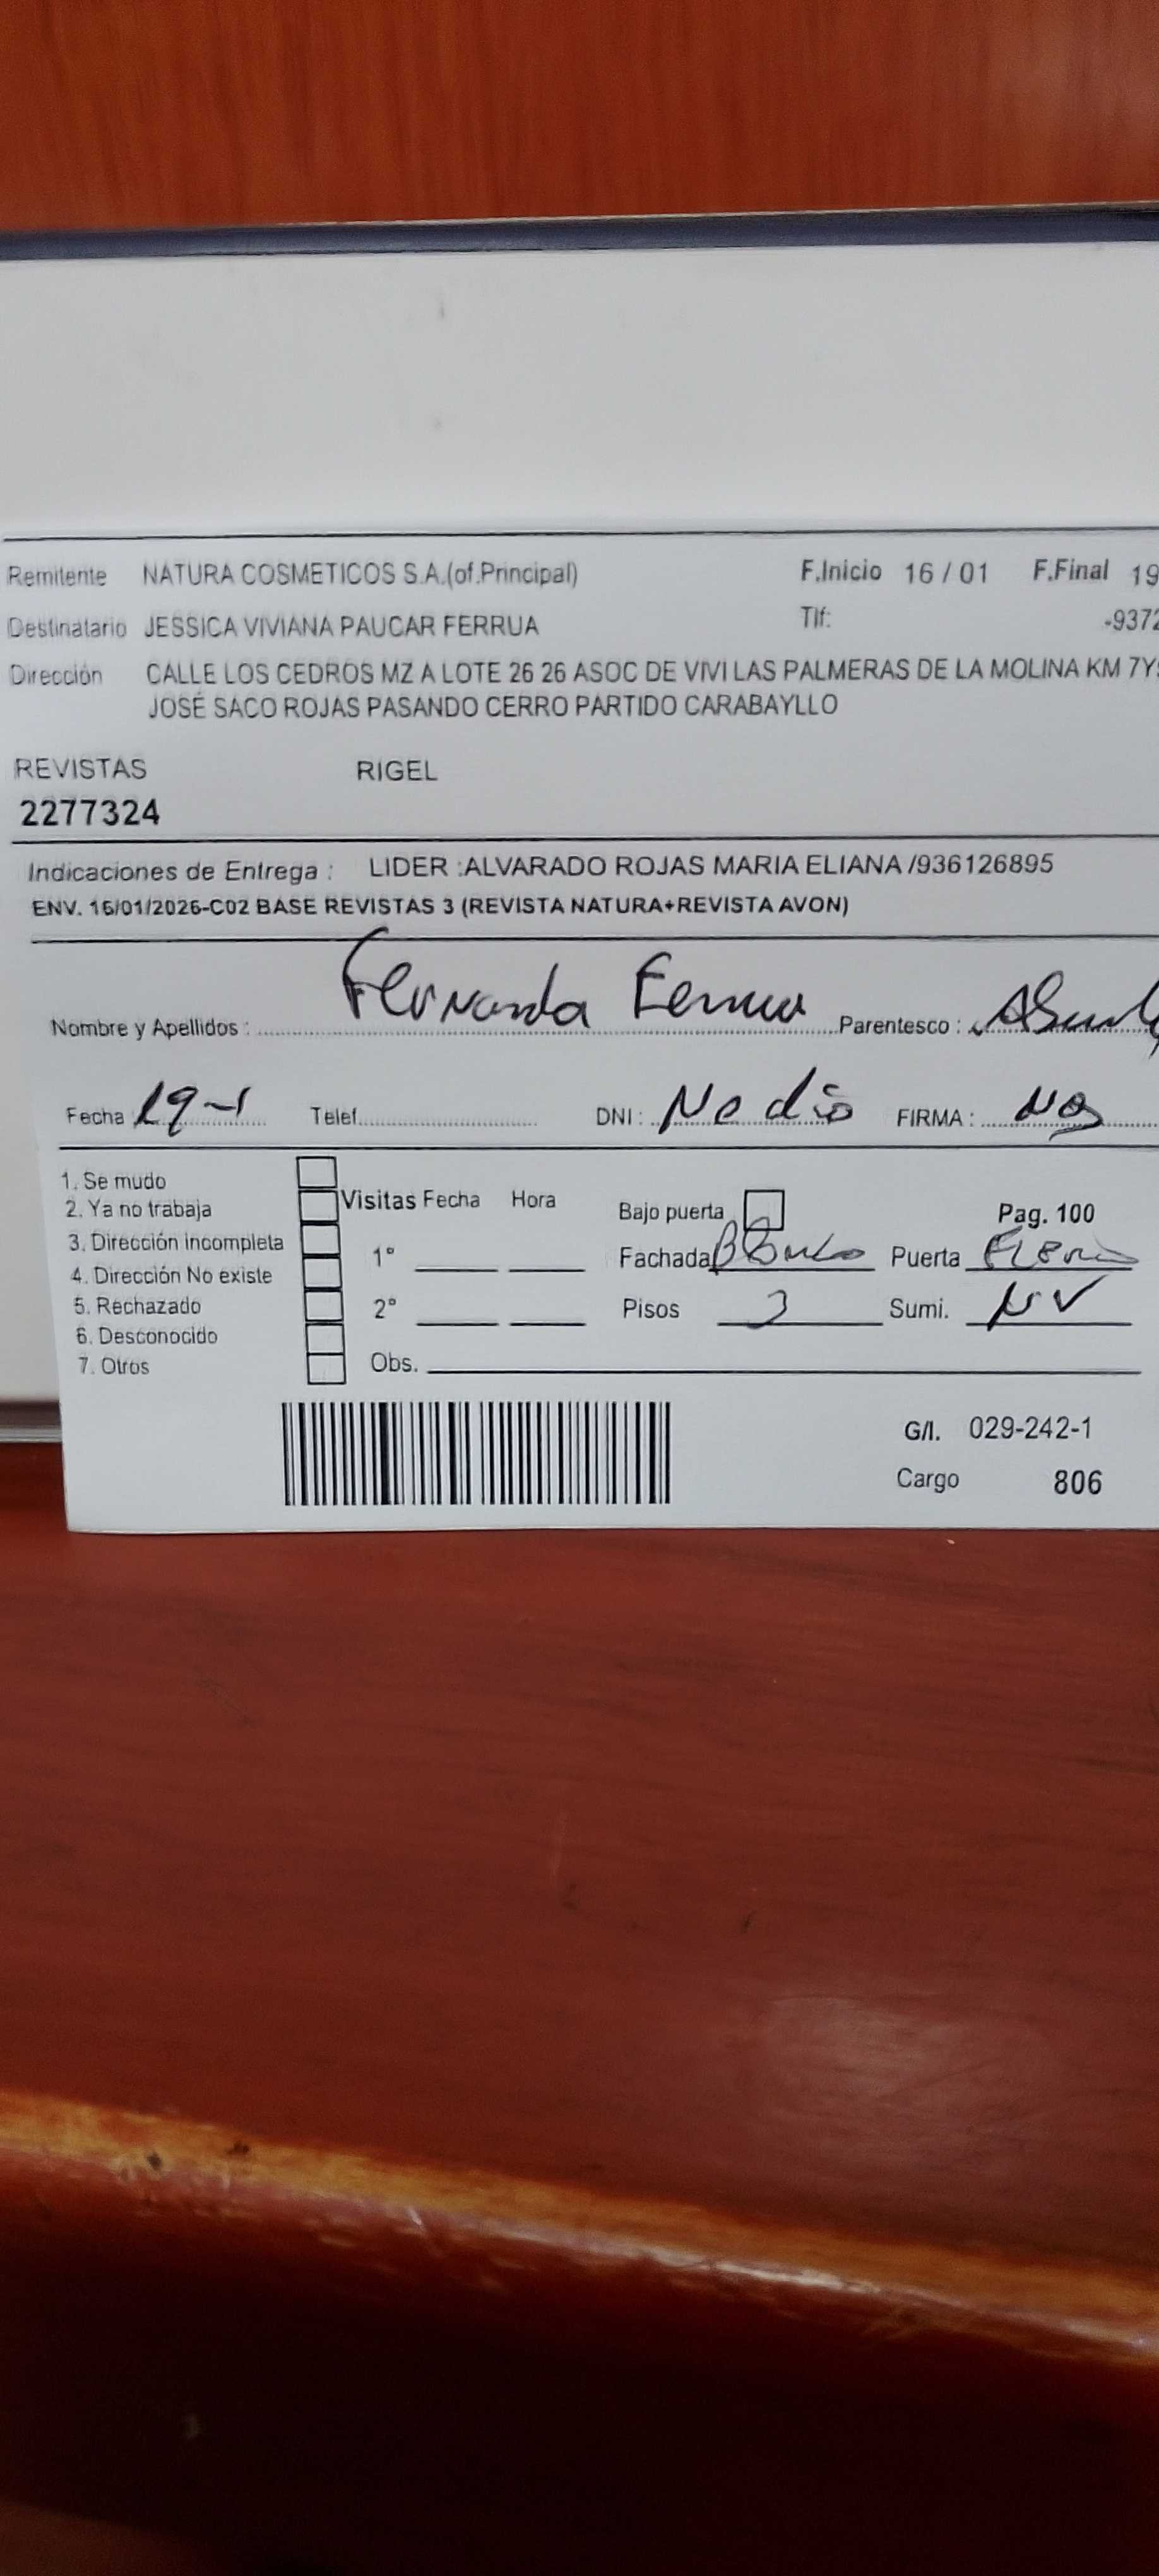 Remitente NATURA COSMETICOS S.A.(of.Principal) F.Inicio 16 / 01 F.Final 19
Destinatario JESSICA VIVIANA PAUCAR FERRUA Tlf: -9372
Dirección CALLE LOS CEDROS MZ A LOTE 26 26 ASOC DE VIVI LAS PALMERAS DE LA MOLINA KM 7Y
JOSÉ SACO ROJAS PASANDO CERRO PARTIDO CARABAYLLO
REVISTAS RIGEL
2277324
Indicaciones de Entrega : LIDER :ALVARADO ROJAS MARIA ELIANA /936126895
ENV. 16/01/2026-C02 BASE REVISTAS 3 (REVISTA NATURA+REVISTA AVON)
Nombre y Apellidos : Fernanda Ferrua Parentesco :
Fecha 19-1 Telef. DNI : No dio FIRMA :
1. Se mudo
2. Ya no trabaja
3. Dirección incompleta
4. Dirección No existe
5. Rechazado
6. Desconocido
7. Otros
Visitas Fecha Hora
1°
2°
Obs.
Bajo puerta Pag. 100
Fachada Blanco Puerta
Pisos 3 Sumi. NV
G/I. 029-242-1
Cargo 806